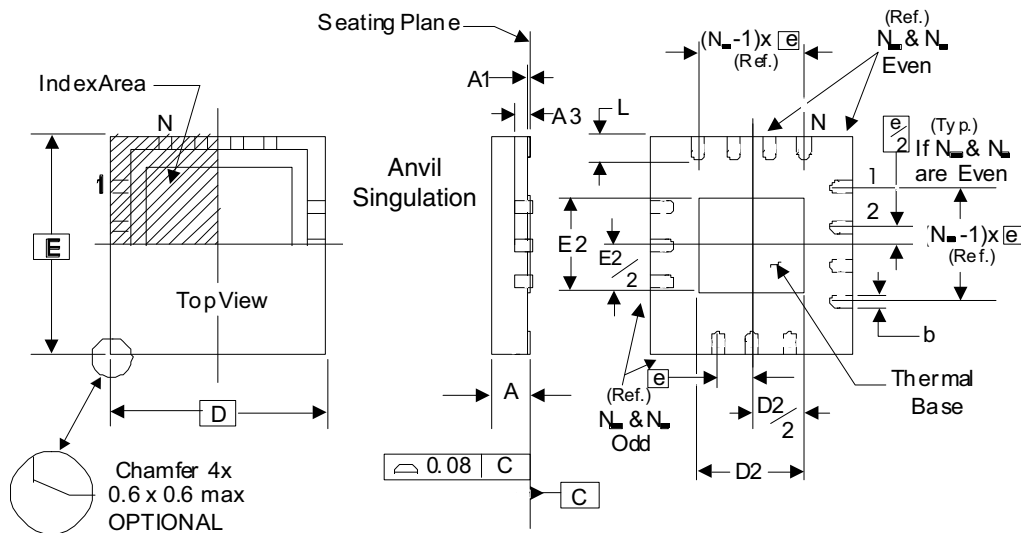 Seating Plane
IndexArea
N
1
E
TopView
D
Chamfer 4x
0.6 x 0.6 max
OPTIONAL
A1
A3
Anvil
Singulation
A
0.08 C
C
L
E2
E2/2
(N -1)x e
(Ref.)
(Ref.)
N & N
Even
N
e/2
(Typ.)
If N & N
are Even
1
2
(N -1)x e
(Ref.)
b
Thermal
Base
e
(Ref.)
N & N
Odd
D2/2
D2